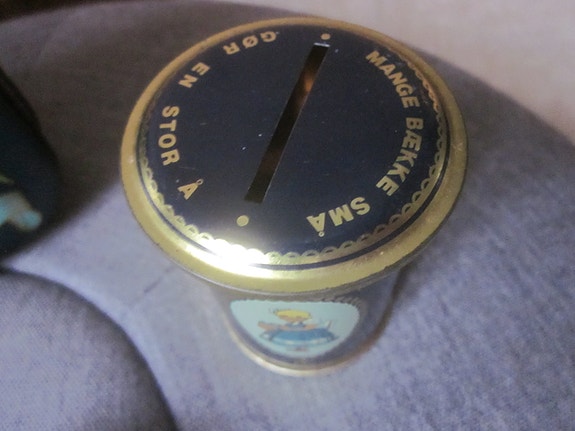 MANGE BÆKKE SMÅ
GØR EN STOR Å